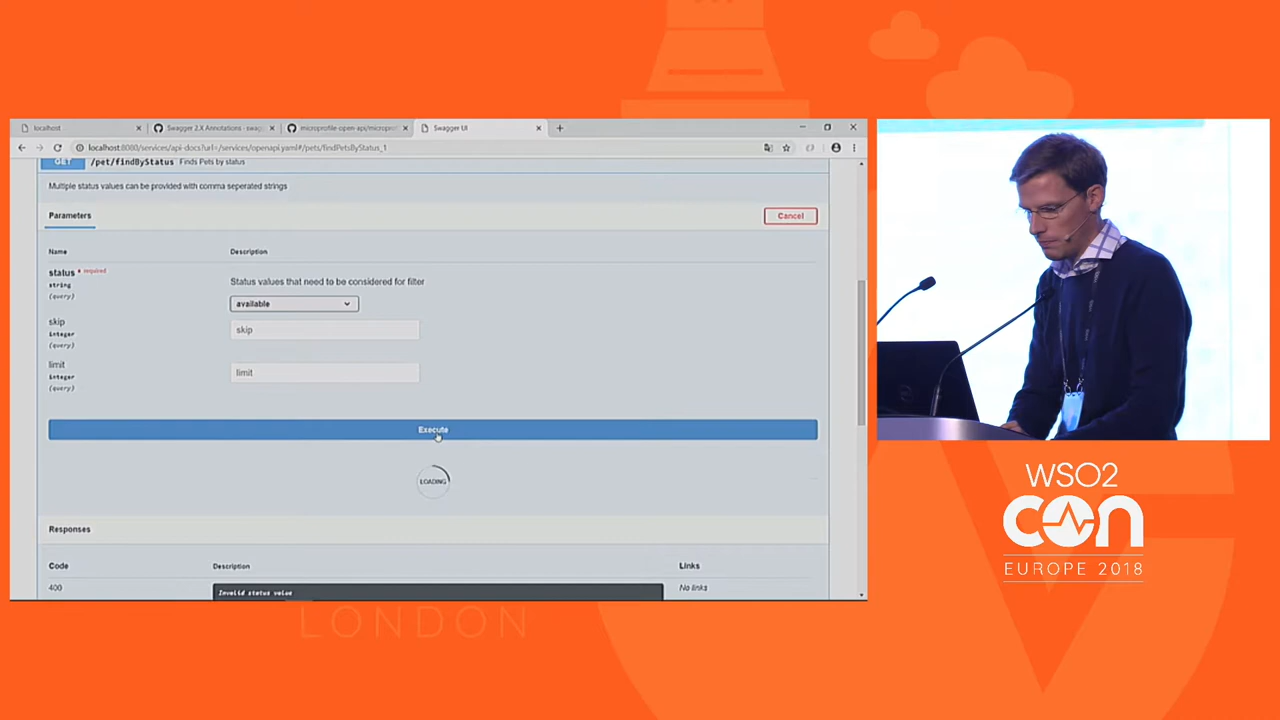 localhost
Swagger 2.X Annotations · swag
microprofile-open-api/microprof
Swagger UI
localhost:8080/services/api-docs?url=/services/openapi.yaml#/pets/findPetsByStatus_1
GET /pet/findByStatus Finds Pets by status
Multiple status values can be provided with comma seperated strings
Parameters
Cancel
Name Description
status * required
string
(query)
Status values that need to be considered for filter
available
skip
integer
(query)
skip
limit
integer
(query)
limit
Execute
LOADING
Responses
Code Description Links
400 Invalid status value No links
WSO2
con
EUROPE 2018
LONDON